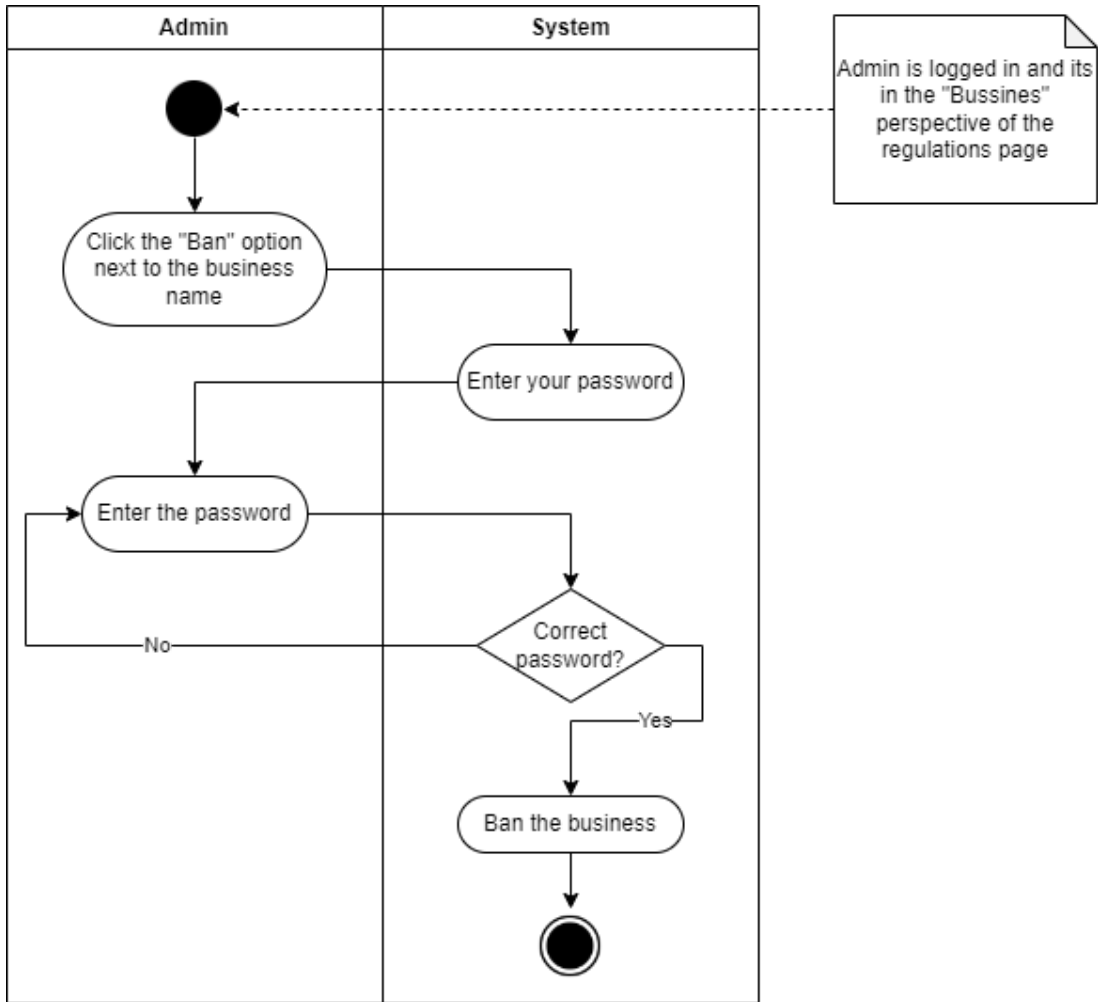 Admin
System
Admin is logged in and its
in the "Bussines"
perspective of the
regulations page
Click the "Ban" option
next to the business
name
Enter your password
Enter the password
Correct
password?
No
Yes
Ban the business